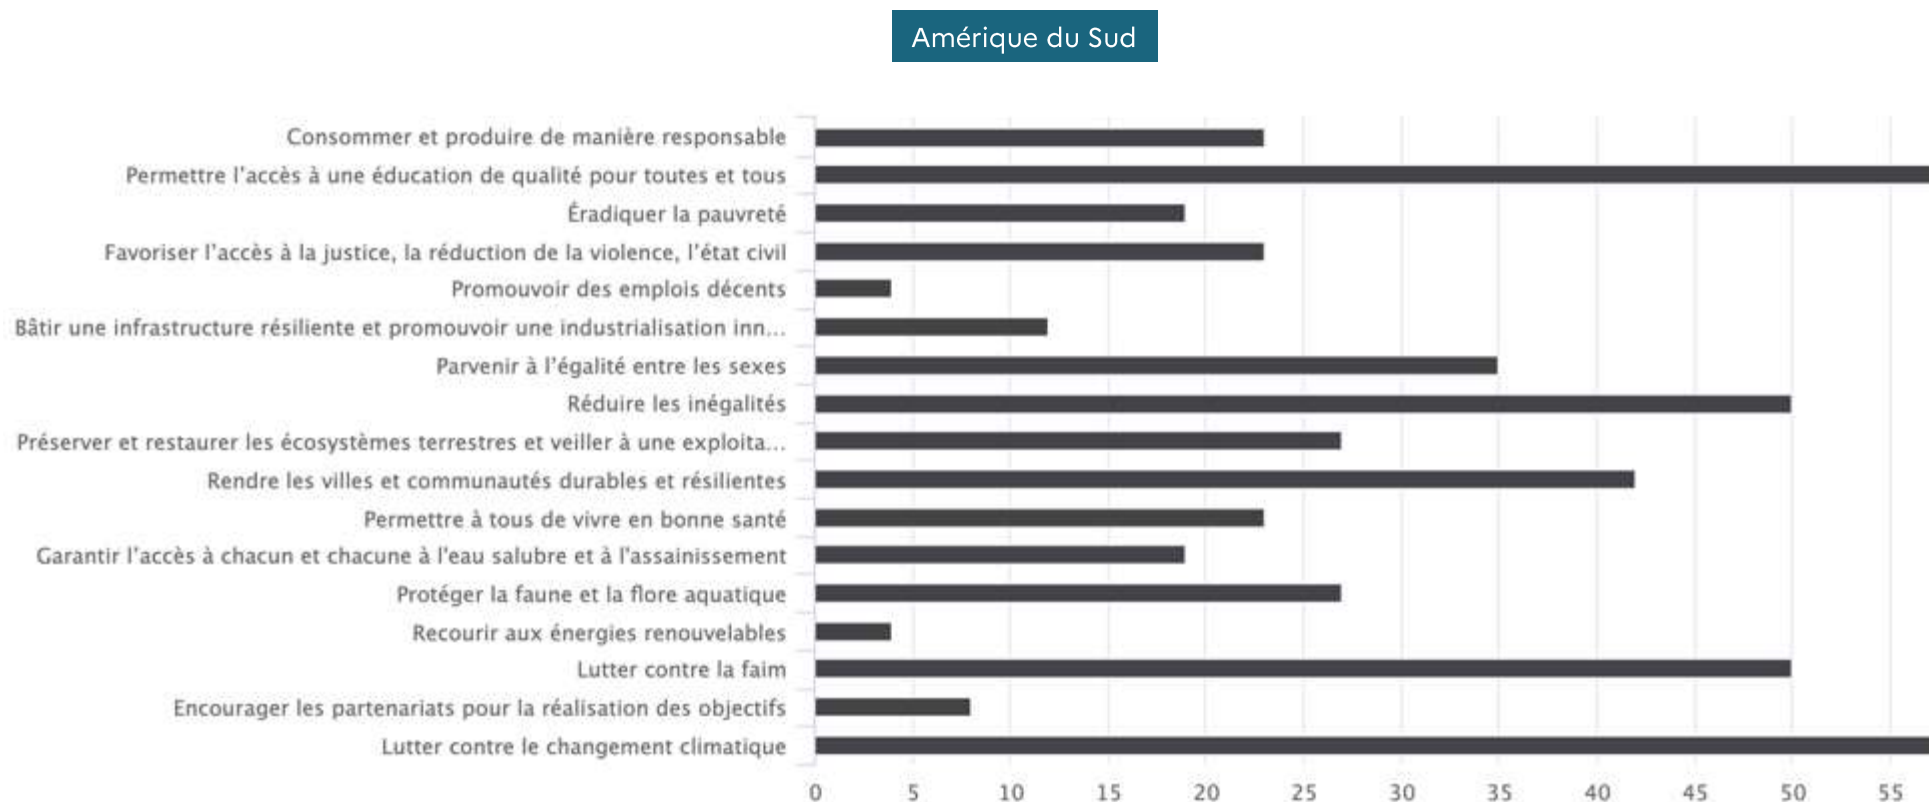 Amérique du Sud
Consommer et produire de manière responsable
Permettre l'accès à une éducation de qualité pour toutes et tous
Éradiquer la pauvreté
Favoriser l'accès à la justice, la réduction de la violence, l'état civil
Promouvoir des emplois décents
Bâtir une infrastructure résiliente et promouvoir une industrialisation inn...
Parvenir à l'égalité entre les sexes
Réduire les inégalités
Préserver et restaurer les écosystèmes terrestres et veiller à une exploita...
Rendre les villes et communautés durables et résilientes
Permettre à tous de vivre en bonne santé
Garantir l'accès à chacun et chacune à l'eau salubre et à l'assainissement
Protéger la faune et la flore aquatique
Recourir aux énergies renouvelables
Lutter contre la faim
Encourager les partenariats pour la réalisation des objectifs
Lutter contre le changement climatique
0 5 10 15 20 25 30 35 40 45 50 55